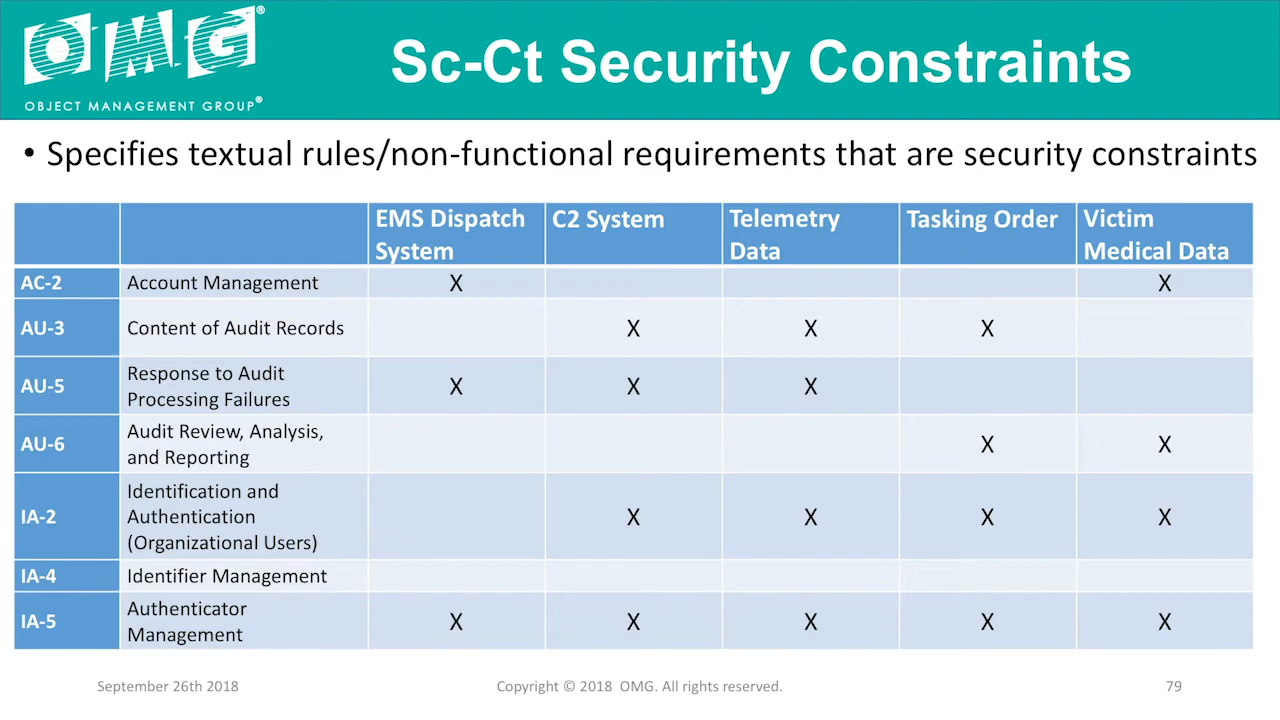 OMG®
OBJECT MANAGEMENT GROUP®
Sc-Ct Security Constraints
• Specifies textual rules/non-functional requirements that are security constraints
EMS Dispatch System C2 System Telemetry Data Tasking Order Victim Medical Data
AC-2 Account Management X X
AU-3 Content of Audit Records X X X
AU-5 Response to Audit Processing Failures X X X
AU-6 Audit Review, Analysis, and Reporting X X
IA-2 Identification and Authentication (Organizational Users) X X X X
IA-4 Identifier Management
IA-5 Authenticator Management X X X X X
September 26th 2018 Copyright © 2018 OMG. All rights reserved. 79